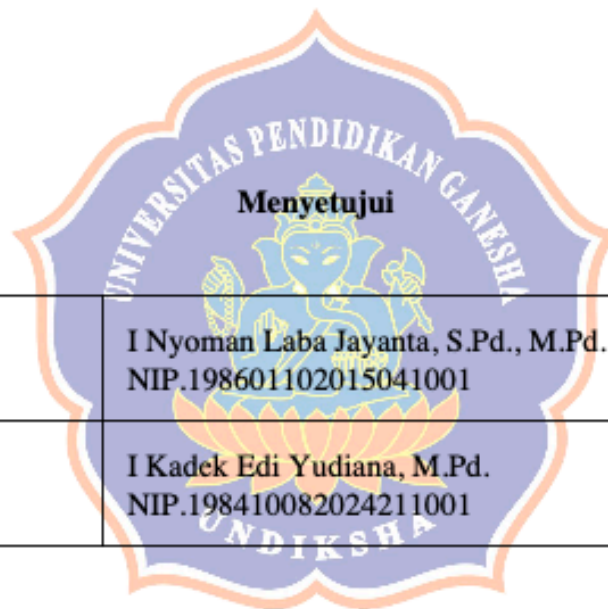 UNIVERSITAS PENDIDIKAN GANESHA
Menyetujui
I Nyoman Laba Jayanta, S.Pd., M.Pd.
NIP.198601102015041001
I Kadek Edi Yudiana, M.Pd.
NIP.198410082024211001
UNDIKSHA